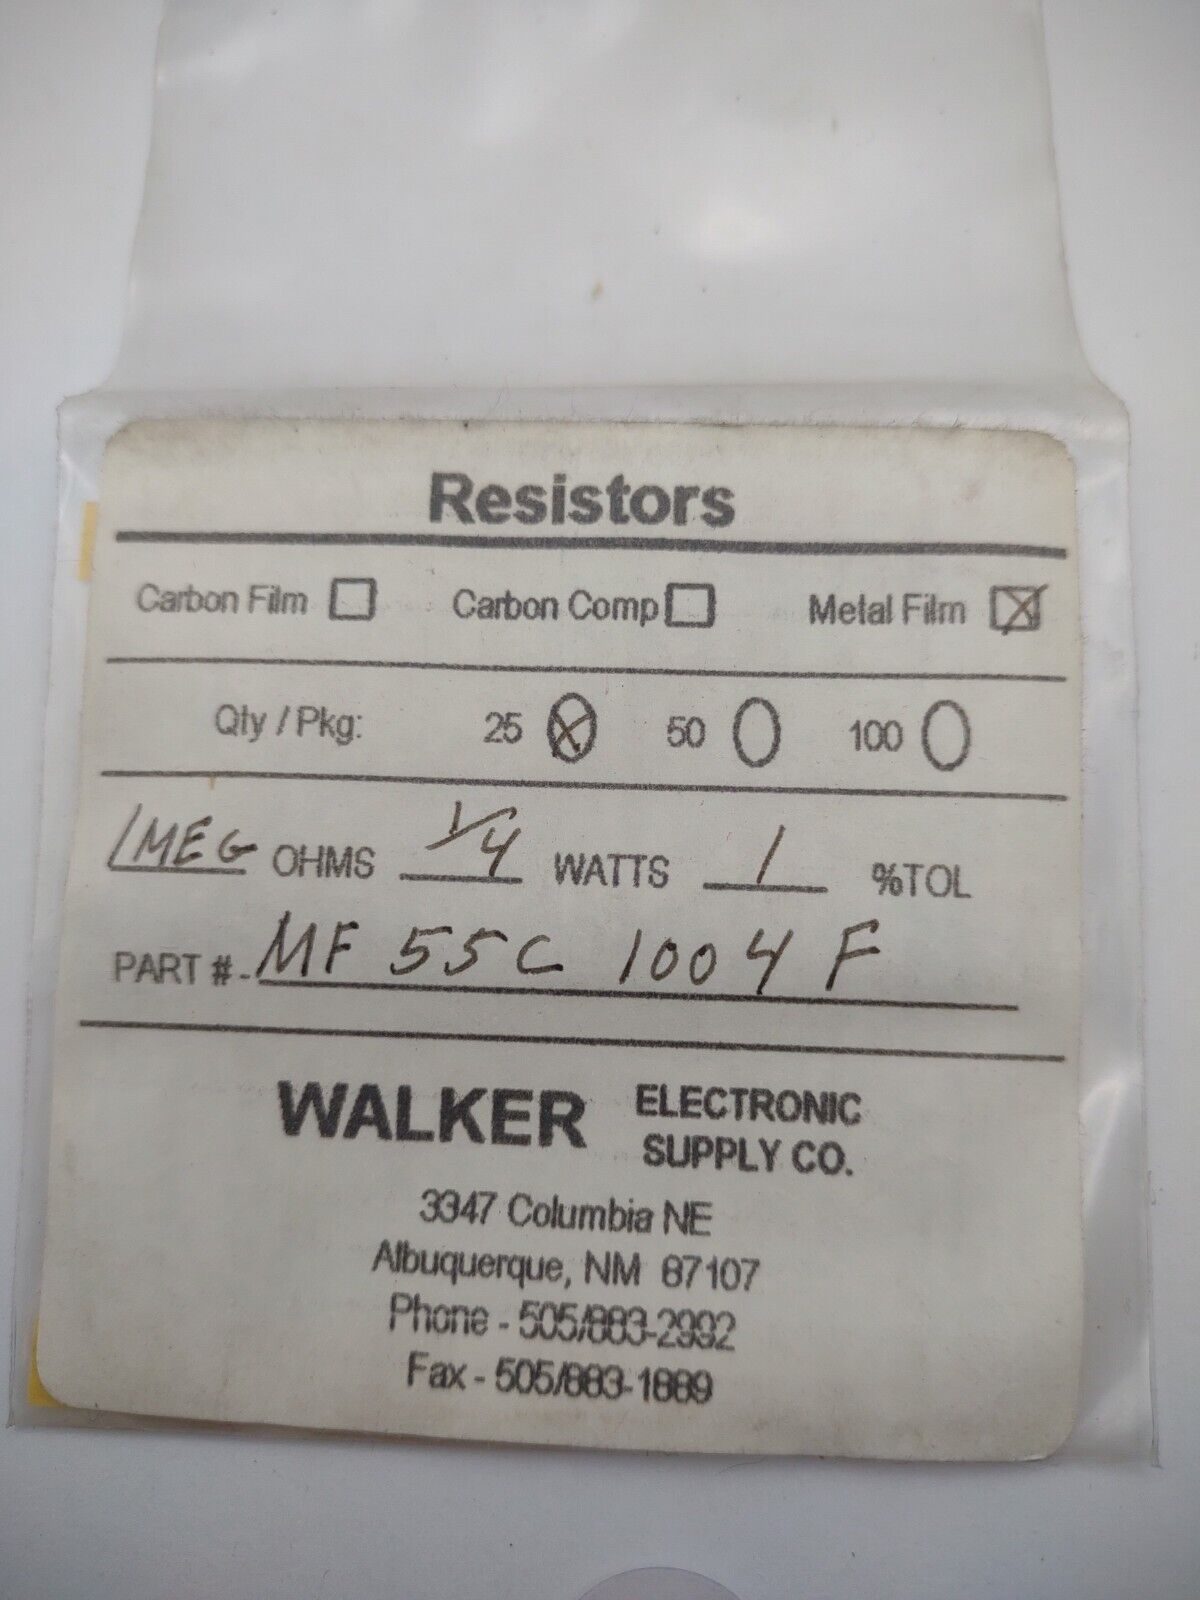 Resistors
Carbon Film Carbon Comp Metal Film
Qty / Pkg: 25 50 100
1MEG OHMS 1/4 WATTS 1 %TOL
PART #- MF 55C 1004 F
WALKER ELECTRONIC
SUPPLY CO.
3347 Columbia NE
Albuquerque, NM 87107
Phone - 505/883-2992
Fax - 505/883-1889